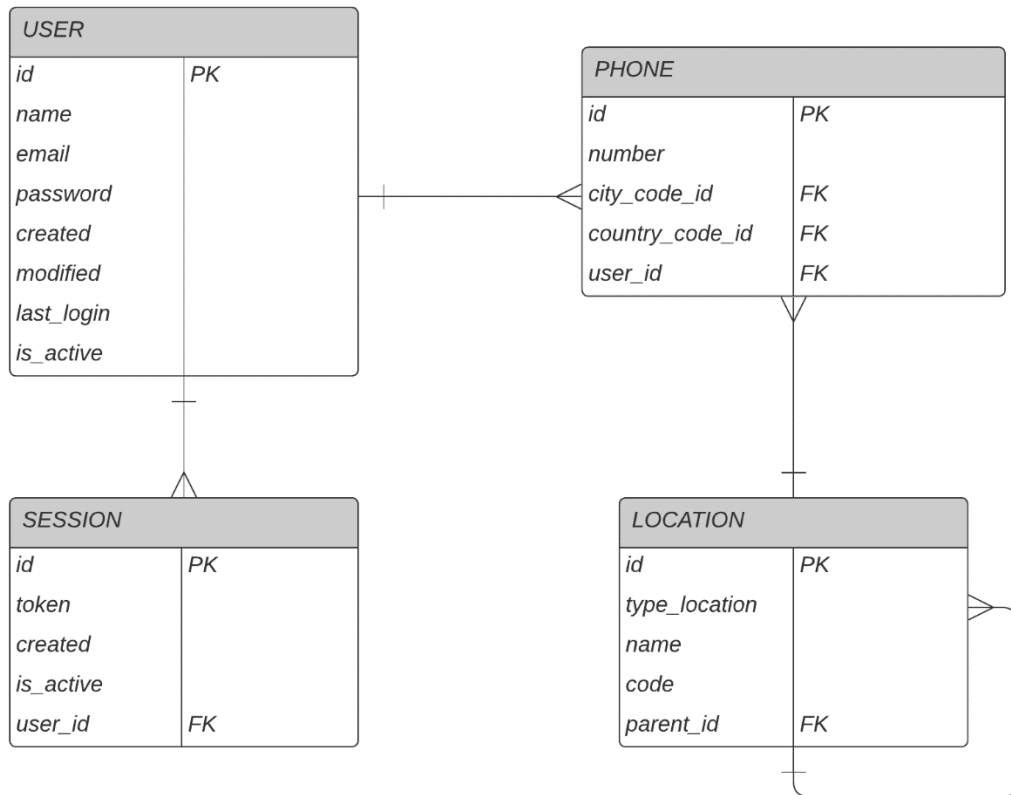 USER
id PK
name
email
password
created
modified
last_login
is_active
PHONE
id PK
number
city_code_id FK
country_code_id FK
user_id FK
SESSION
id PK
token
created
is_active
user_id FK
LOCATION
id PK
type_location
name
code
parent_id FK